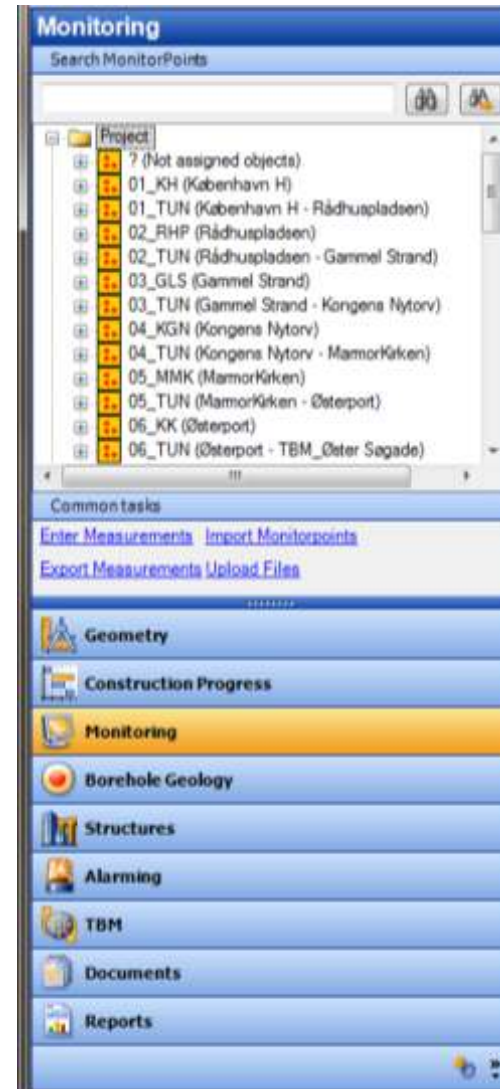 Monitoring
Search MonitorPoints
Project
? (Not assigned objects)
01_KH (København H)
01_TUN (København H - Rådhuspladsen)
02_RHP (Rådhuspladsen)
02_TUN (Rådhuspladsen - Gammel Strand)
03_GLS (Gammel Strand)
03_TUN (Gammel Strand - Kongens Nytorv)
04_KGN (Kongens Nytorv)
04_TUN (Kongens Nytorv - MarmorKirken)
05_MMK (MarmorKirken)
05_TUN (MarmorKirken - Østerport)
06_KK (Østerport)
06_TUN (Østerport - TBM_Øster Søgade)
Common tasks
Enter Measurements Import Monitorpoints
Export Measurements Upload Files
Geometry
Construction Progress
Monitoring
Borehole Geology
Structures
Alarming
TBM
Documents
Reports